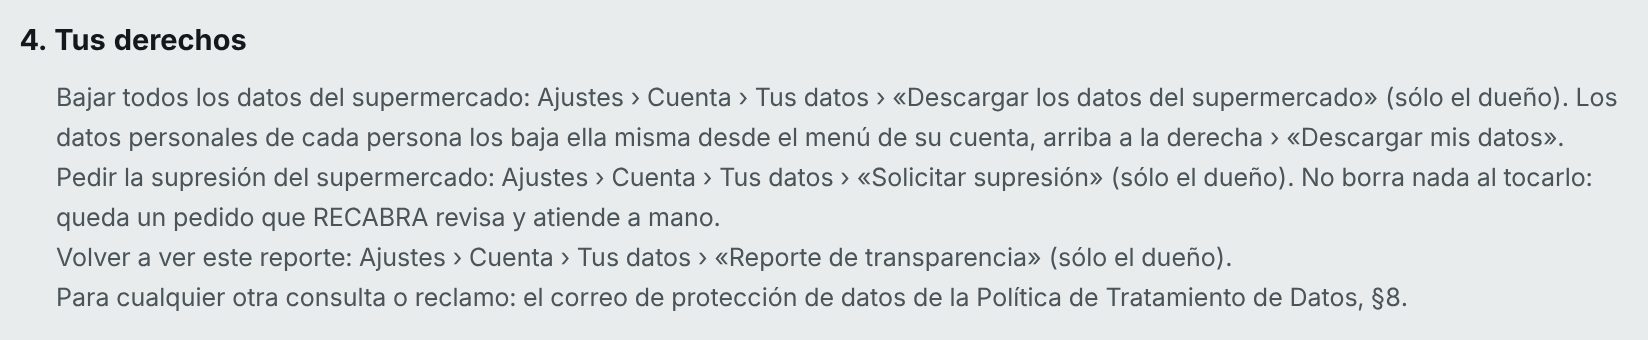 4. Tus derechos
Bajar todos los datos del supermercado: Ajustes › Cuenta › Tus datos › «Descargar los datos del supermercado» (sólo el dueño). Los
datos personales de cada persona los baja ella misma desde el menú de su cuenta, arriba a la derecha › «Descargar mis datos».
Pedir la supresión del supermercado: Ajustes › Cuenta › Tus datos › «Solicitar supresión» (sólo el dueño). No borra nada al tocarlo:
queda un pedido que RECABRA revisa y atiende a mano.
Volver a ver este reporte: Ajustes › Cuenta › Tus datos › «Reporte de transparencia» (sólo el dueño).
Para cualquier otra consulta o reclamo: el correo de protección de datos de la Política de Tratamiento de Datos, §8.